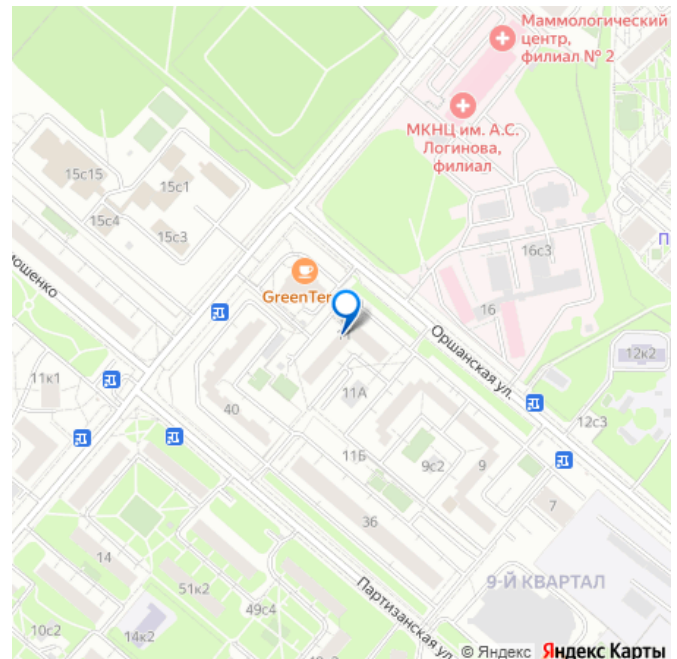 Маммологический
центр,
филиал № 2
МКНЦ им. А.С.
Логинова,
филиал
15с15
15с1
15с4
15с3
16с3
П
GreenTer
16
Оршанская ул.
12к2
11к1
11А
40
12с3
11Б
9с2
9
7
36
14
51к2
9-Й КВАРТАЛ
49с4
Партизанская ул.
10с2
14к2
© Яндекс Яндекс Карты